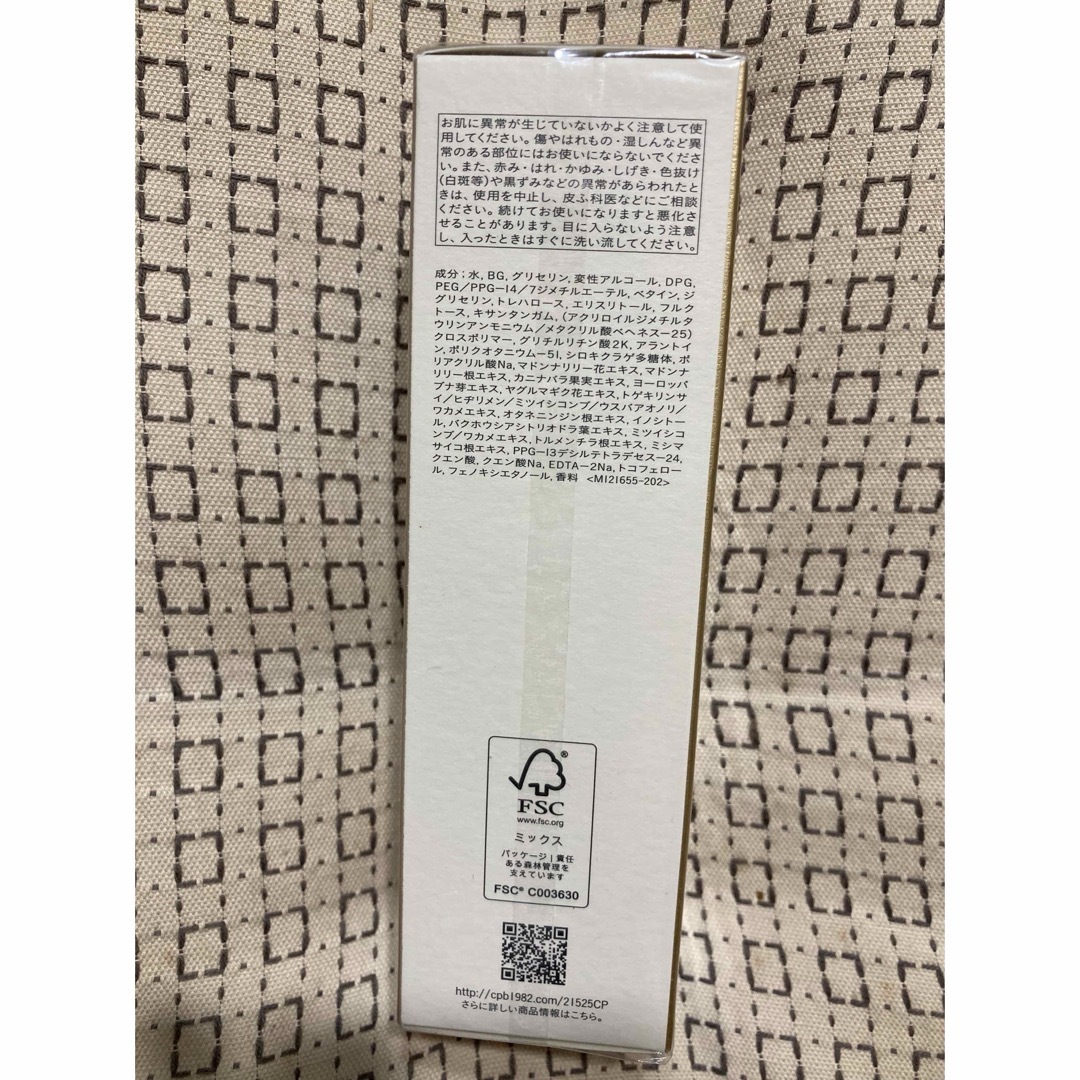 お肌に異常が生じていないかよく注意して使
用してください。傷やはれもの・湿しんなど異
常のある部位にはお使いにならないでくださ
い。また、赤み・はれ・かゆみ・しげき・色抜け
(白斑等)や黒ずみなどの異常があらわれたと
きは、使用を中止し、皮ふ科医などにご相談
ください。続けてお使いになりますと悪化さ
せることがあります。目に入らないよう注意
し、入ったときはすぐに洗い流してください。
成分；水, BG, グリセリン, 変性アルコール, DPG,
PEG／PPG－14／7ジメチルエーテル, ベタイン, ジ
グリセリン, トレハロース, エリスリトール, フルク
トース, キサンタンガム, (アクリロイルジメチルタ
ウリンアンモニウム／メタクリル酸ベヘネス－25)
クロスポリマー, グリチルリチン酸2K, アラントイ
ン, ポリクオタニウム－51, シロキクラゲ多糖体, ポ
リアクリル酸Na, マドンナリリー花エキス, マドン
ナリリー根エキス, カニナバラ果実エキス, ヨーロッパ
ブナ芽エキス, ヤグルマギク花エキス, トゲキリンサ
イ／ヒヂリメン／ミツイシコンブ／ウスバアオノリ／
ワカメエキス, オタネニンジン根エキス, イノシトー
ル, バクホウシアシトリオドラ葉エキス, ミツイシコ
ンブ／ワカメエキス, トルメンチラ根エキス, ミシマ
サイコ根エキス, PPG－13デシルテトラデセス－24,
クエン酸, クエン酸Na, EDTA－2Na, トコフェロー
ル, フェノキシエタノール, 香料 <MI21655-202>
FSC®
www.fsc.org
ミックス
パッケージ|責任
ある森林管理を
支えています
FSC® C003630
http://cpb1982.com/21525CP
さらに詳しい商品情報はこちら。